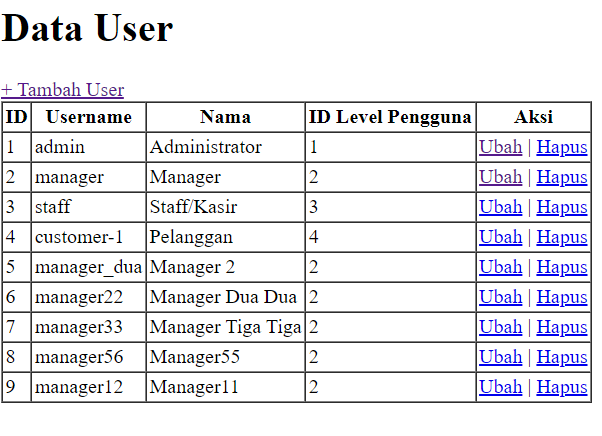 Data User
+ Tambah User
ID Username Nama ID Level Pengguna Aksi
1 admin Administrator 1 Ubah | Hapus
2 manager Manager 2 Ubah | Hapus
3 staff Staff/Kasir 3 Ubah | Hapus
4 customer-1 Pelanggan 4 Ubah | Hapus
5 manager_dua Manager 2 2 Ubah | Hapus
6 manager22 Manager Dua Dua 2 Ubah | Hapus
7 manager33 Manager Tiga Tiga 2 Ubah | Hapus
8 manager56 Manager55 2 Ubah | Hapus
9 manager12 Manager11 2 Ubah | Hapus